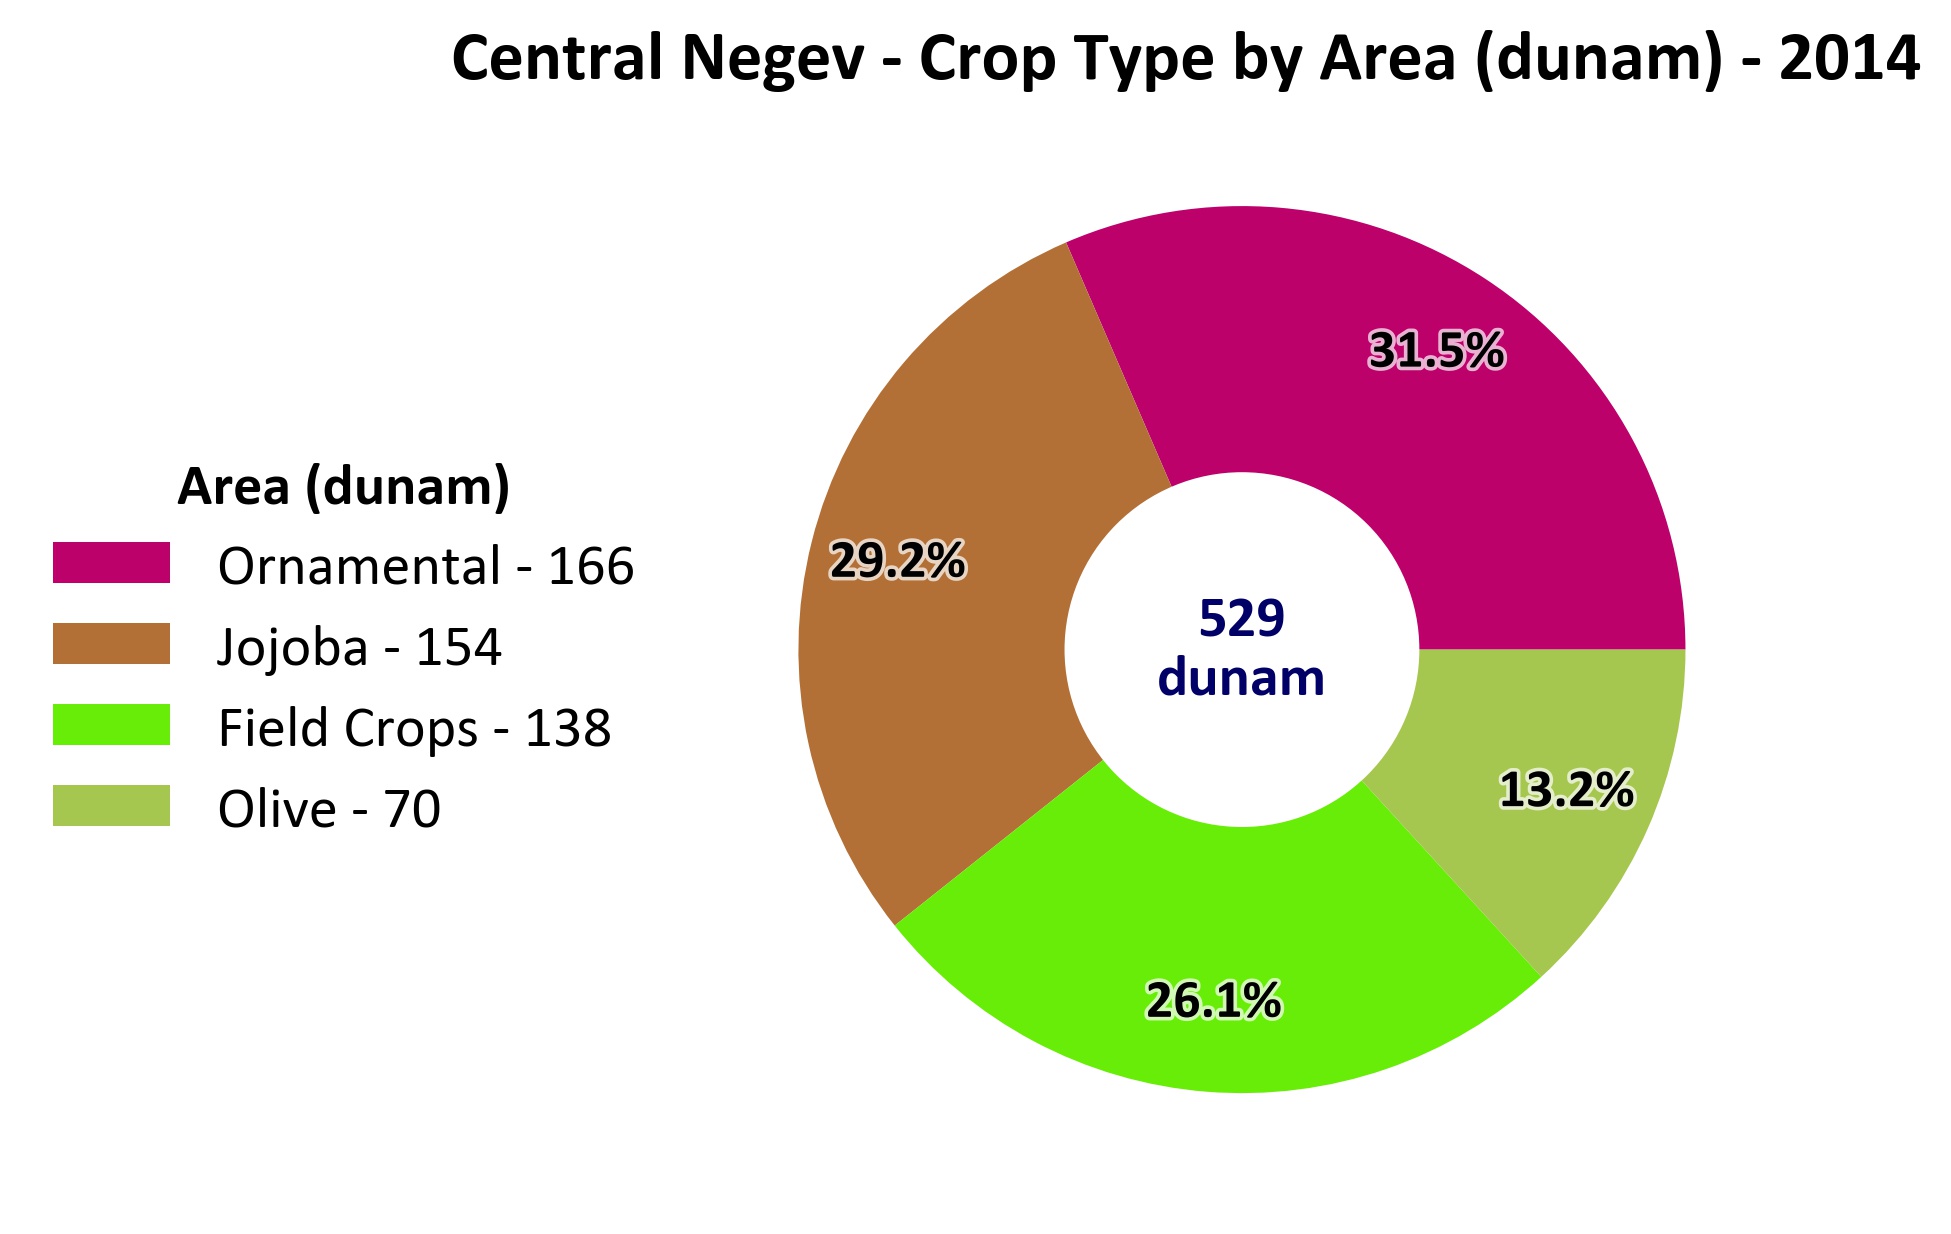 Central Negev - Crop Type by Area (dunam) - 2014
Area (dunam)
Ornamental - 166
Jojoba - 154
Field Crops - 138
Olive - 70
31.5%
29.2%
529
dunam
13.2%
26.1%